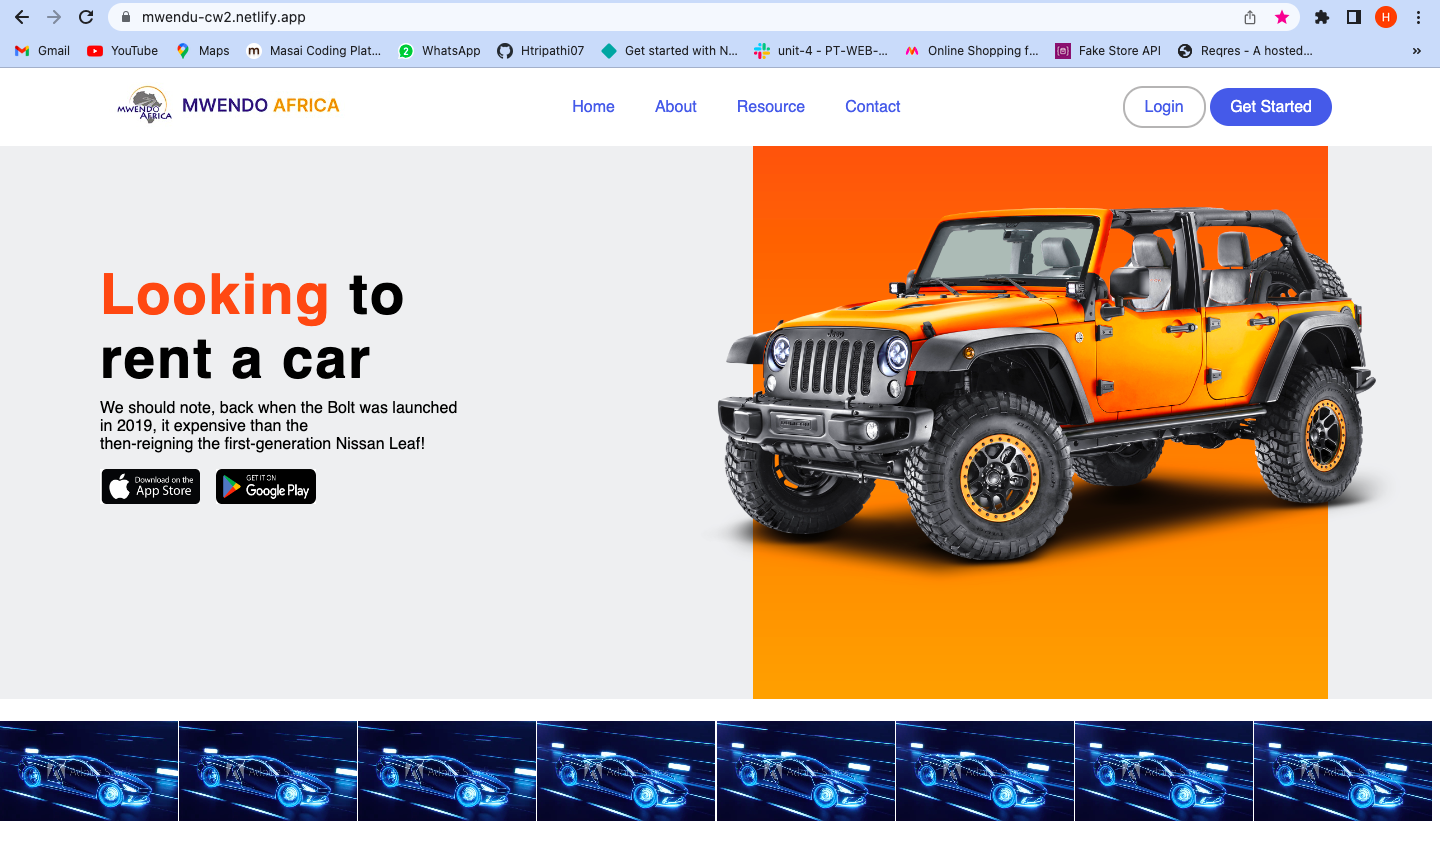 mwendu-cw2.netlify.app
H
Gmail
YouTube
Maps
m Masai Coding Plat...
2 WhatsApp
Htripathi07
Get started with N...
unit-4 - PT-WEB-...
Online Shopping f...
Fake Store API
Reqres - A hosted...
»
MWENDO
AFRICA
MWENDO AFRICA
Home
About
Resource
Contact
Login
Get Started
Looking to
rent a car
We should note, back when the Bolt was launched
in 2019, it expensive than the
then-reigning the first-generation Nissan Leaf!
Download on the
App Store
GET IT ON
Google Play
Jeep